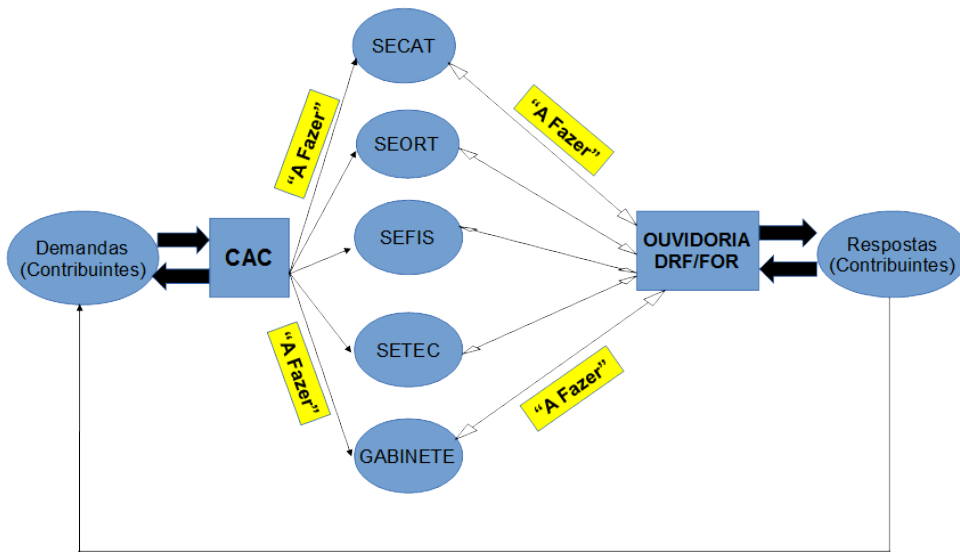 SECAT
“A Fazer”
“A Fazer”
SEORT
Demandas
(Contribuintes)
CAC
SEFIS
OUVIDORIA
DRF/FOR
Respostas
(Contribuintes)
SETEC
“A Fazer”
“A Fazer”
GABINETE